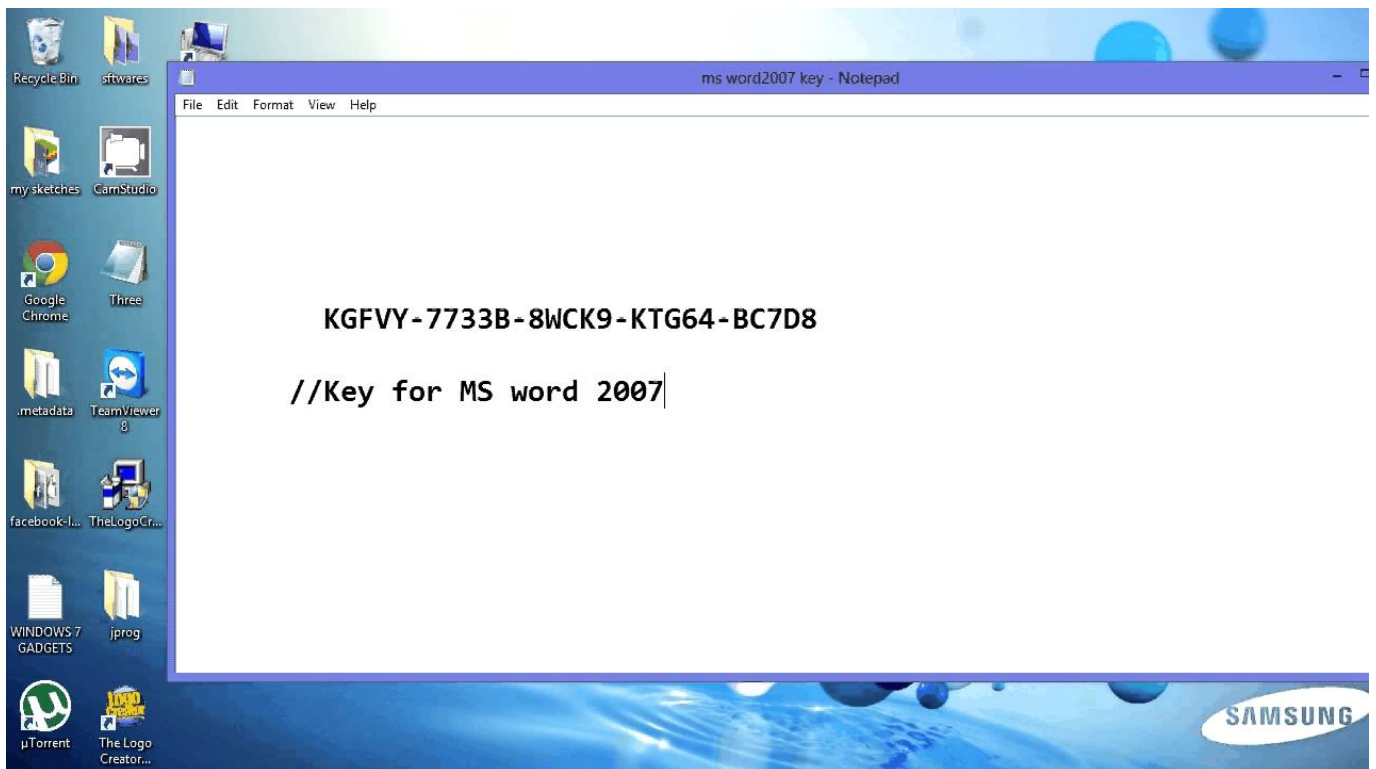 ms word2007 key - Notepad
File Edit Format View Help
KGFVY-7733B-8WCK9-KTG64-BC7D8
//Key for MS word 2007
Recycle Bin
sftwares
my sketches
CamStudio
Google Chrome
Three
.metadata
TeamViewer 8
facebook-l...
TheLogoCr...
WINDOWS 7 GADGETS
jprog
µTorrent
The Logo Creator...
SAMSUNG